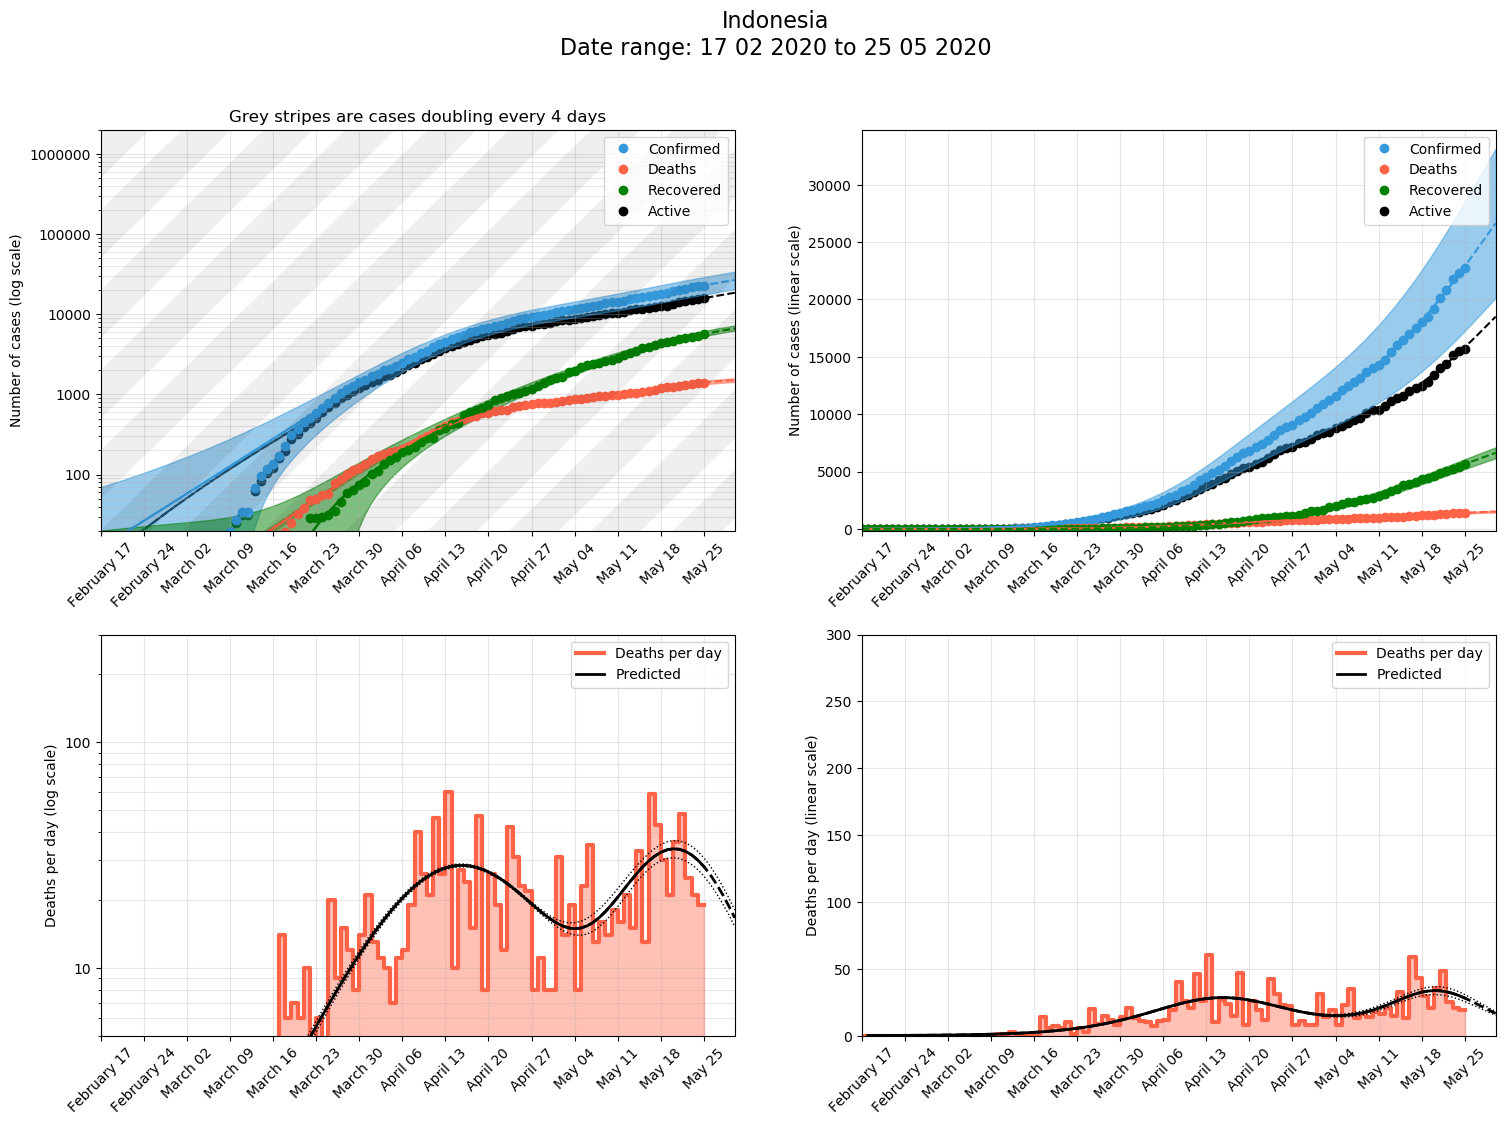 Indonesia
Date range: 17 02 2020 to 25 05 2020
Grey stripes are cases doubling every 4 days
Number of cases (log scale)
1000000
100000
10000
1000
100
Confirmed
Deaths
Recovered
Active
February 17
February 24
March 02
March 09
March 16
March 23
March 30
April 06
April 13
April 20
April 27
May 04
May 11
May 18
May 25
Number of cases (linear scale)
30000
25000
20000
15000
10000
5000
0
Confirmed
Deaths
Recovered
Active
February 17
February 24
March 02
March 09
March 16
March 23
March 30
April 06
April 13
April 20
April 27
May 04
May 11
May 18
May 25
Deaths per day (log scale)
100
10
Deaths per day
Predicted
February 17
February 24
March 02
March 09
March 16
March 23
March 30
April 06
April 13
April 20
April 27
May 04
May 11
May 18
May 25
Deaths per day (linear scale)
300
250
200
150
100
50
0
Deaths per day
Predicted
February 17
February 24
March 02
March 09
March 16
March 23
March 30
April 06
April 13
April 20
April 27
May 04
May 11
May 18
May 25